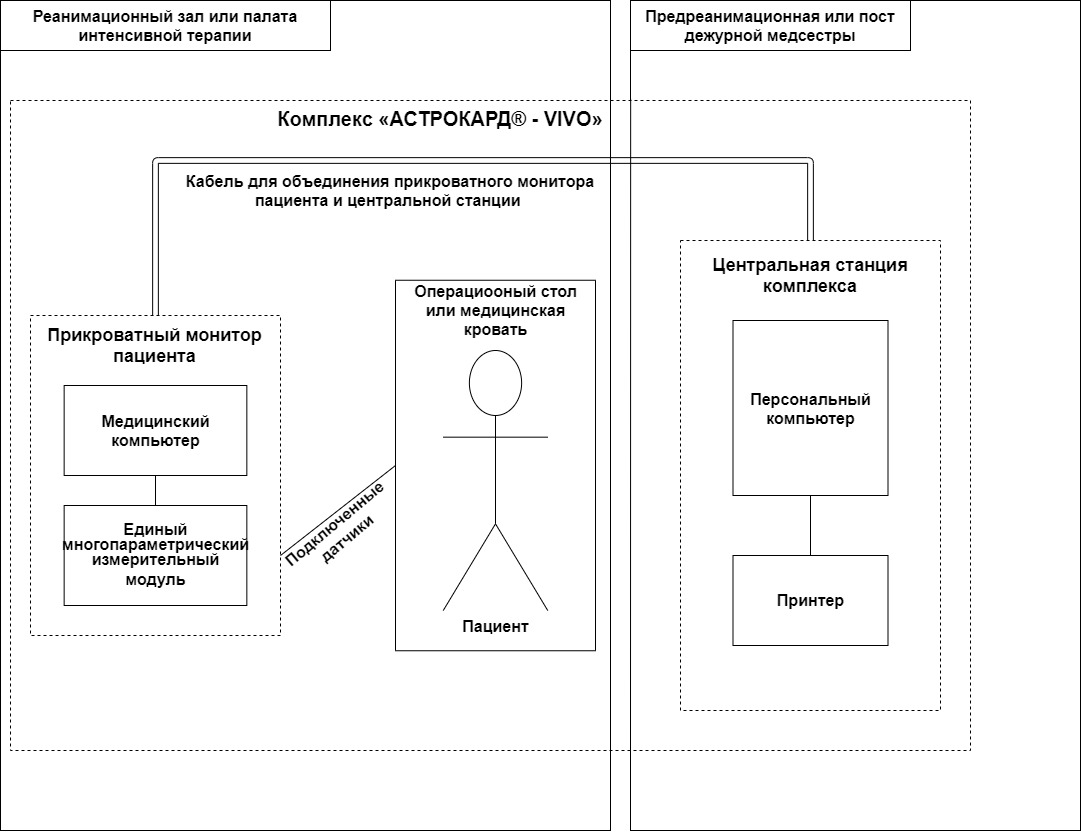 Реанимационный зал или палата
интенсивной терапии
Предреанимационная или пост
дежурной медсестры
Комплекс «АСТРОКАРД® - VIVO»
Кабель для объединения прикроватного монитора
пациента и центральной станции
Центральная станция
комплекса
Операциооный стол
или медицинская
кровать
Прикроватный монитор
пациента
Медицинский
компьютер
Персональный
компьютер
Подключенные
датчики
Единый
многопараметрический
измерительный
модуль
Принтер
Пациент